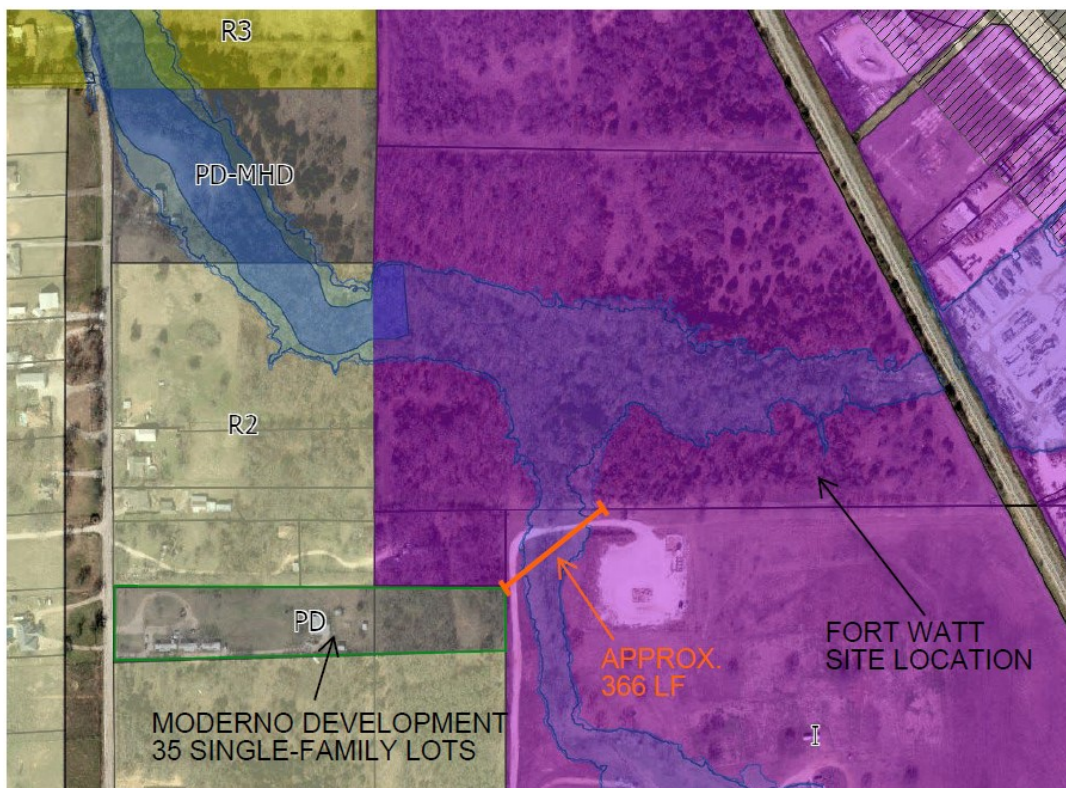 R3
PD-MHD
R2
PD
APPROX.
366 LF
FORT WATT
SITE LOCATION
MODERNO DEVELOPMENT
35 SINGLE-FAMILY LOTS
I